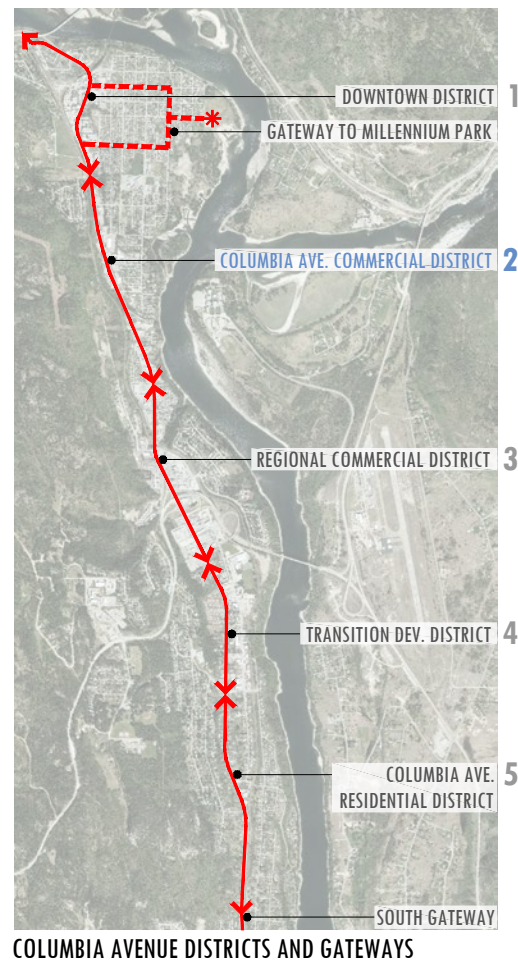 DOWNTOWN DISTRICT 1
GATEWAY TO MILLENNIUM PARK
COLUMBIA AVE. COMMERCIAL DISTRICT 2
REGIONAL COMMERCIAL DISTRICT 3
TRANSITION DEV. DISTRICT 4
COLUMBIA AVE. 5
RESIDENTIAL DISTRICT
SOUTH GATEWAY
COLUMBIA AVENUE DISTRICTS AND GATEWAYS